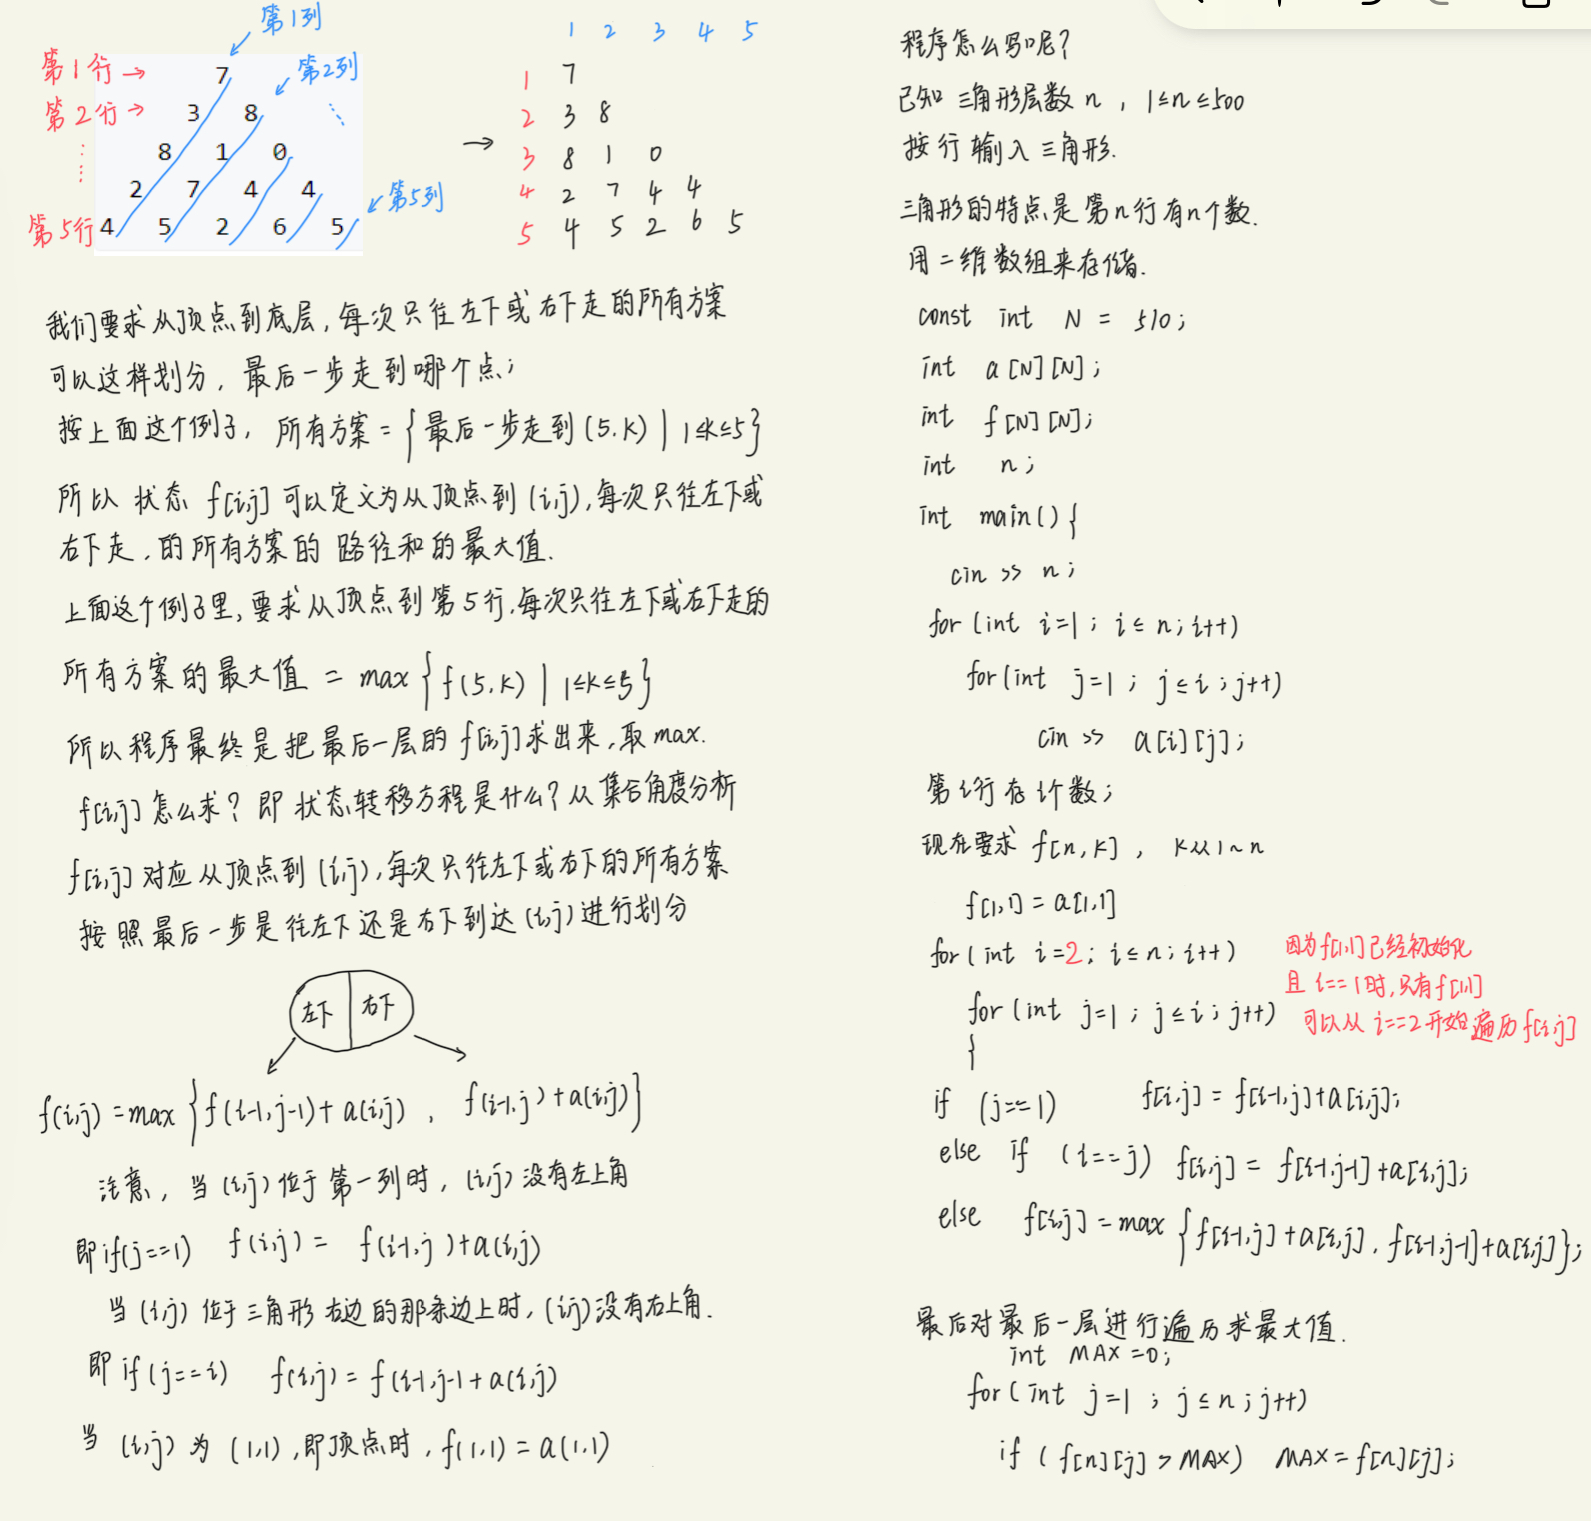 第1列
第1行→ 7 第2列
第2行→ 3 8
8 1 0
2 7 4 4 第5列
第5行 4 5 2 6 5
→
1 2 3 4 5
1 7
2 3 8
3 8 1 0
4 2 7 4 4
5 4 5 2 6 5
我们要求从顶点到底层,每次只往左下或右下走的所有方案
可以这样划分,最后一步走到哪个点;
按上面这个例子,所有方案={最后一步走到(5.K)|1≤K≤5}
所以状态f[i,j]可以定义为从顶点到(i,j),每次只往左下或
右下走,的所有方案的路径和的最大值.
上面这个例子里,要求从顶点到第5行,每次只往左下或右下走的
所有方案的最大值 = max{f(5.K)|1≤K≤5}
所以程序最终是把最后一层的f[i,j]求出来,取max.
f[i,j]怎么求?即状态转移方程是什么?从集合角度分析
f[i,j]对应从顶点到(i,j),每次只往左下或右下的所有方案
按照最后一步是往左下还是右下到达(i,j)进行划分
左下 右下
f(i,j)=max{f(i-1,j-1)+a(i,j), f(i-1,j)+a(i,j)}
注意,当(i,j)位于第一列时,(i,j)没有左上角
即if(j==1) f(i,j)= f(i-1,j)+a(i,j)
当(i,j)位于三角形右边的那条边上时,(i,j)没有右上角.
即if(j==i) f(i,j)=f(i-1,j-1+a(i,j)
当(i,j)为(1,1),即顶点时,f(1,1)=a(1,1)
程序怎么写呢?
已知三角形层数n, 1≤n≤500
按行输入三角形.
三角形的特点是第n行有n个数.
用二维数组来存储.
const int N = 510;
int a[N][N];
int f[N][N];
int n;
int main(){
cin >> n;
for(int i=1; i≤n;i++)
for(int j=1; j≤i;j++)
cin >> a[i][j];
第i行存i个数;
现在要求f[n,K], K从1~n
f[1,1]=a[1,1]
for(int i=2; i≤n; i++)
因为f[1,1]已经初始化
且i==1时,只有f[1,1]
可以从i==2开始遍历f[i,j]
for(int j=1; j≤i; j++)
{
if (j==1) f[i,j]=f[i-1,j]+a[i,j];
else if (i==j) f[i,j]= f[i-1,j-1]+a[i,j];
else f[i,j]=max{f[i-1,j]+a[i,j], f[i-1,j-1]+a[i,j]};
最后对最后一层进行遍历求最大值.
int MAX=0;
for(int j=1; j≤n;j++)
if (f[n][j]>MAX) MAX=f[n][j];